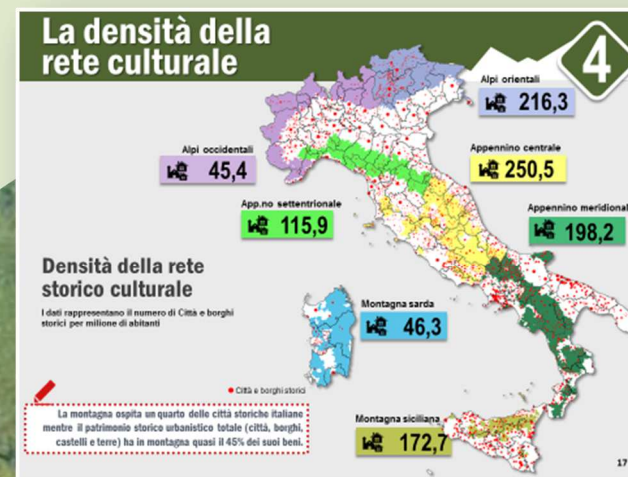 La densità della
rete culturale
4
Alpi orientali
216,3
Alpi occidentali
45,4
Appennino centrale
250,5
App.no settentrionale
115,9
Appennino meridional
198,2
Densità della rete
storico culturale
I dati rappresentano il numero di Città e borghi
storici per milione di abitanti
Montagna sarda
46,3
Città e borghi storici
La montagna ospita un quarto delle città storiche italiane
mentre il patrimonio storico urbanistico totale (città, borghi,
castelli e terre) ha in montagna quasi il 45% dei suoi beni.
Montagna siciliana
172,7
17